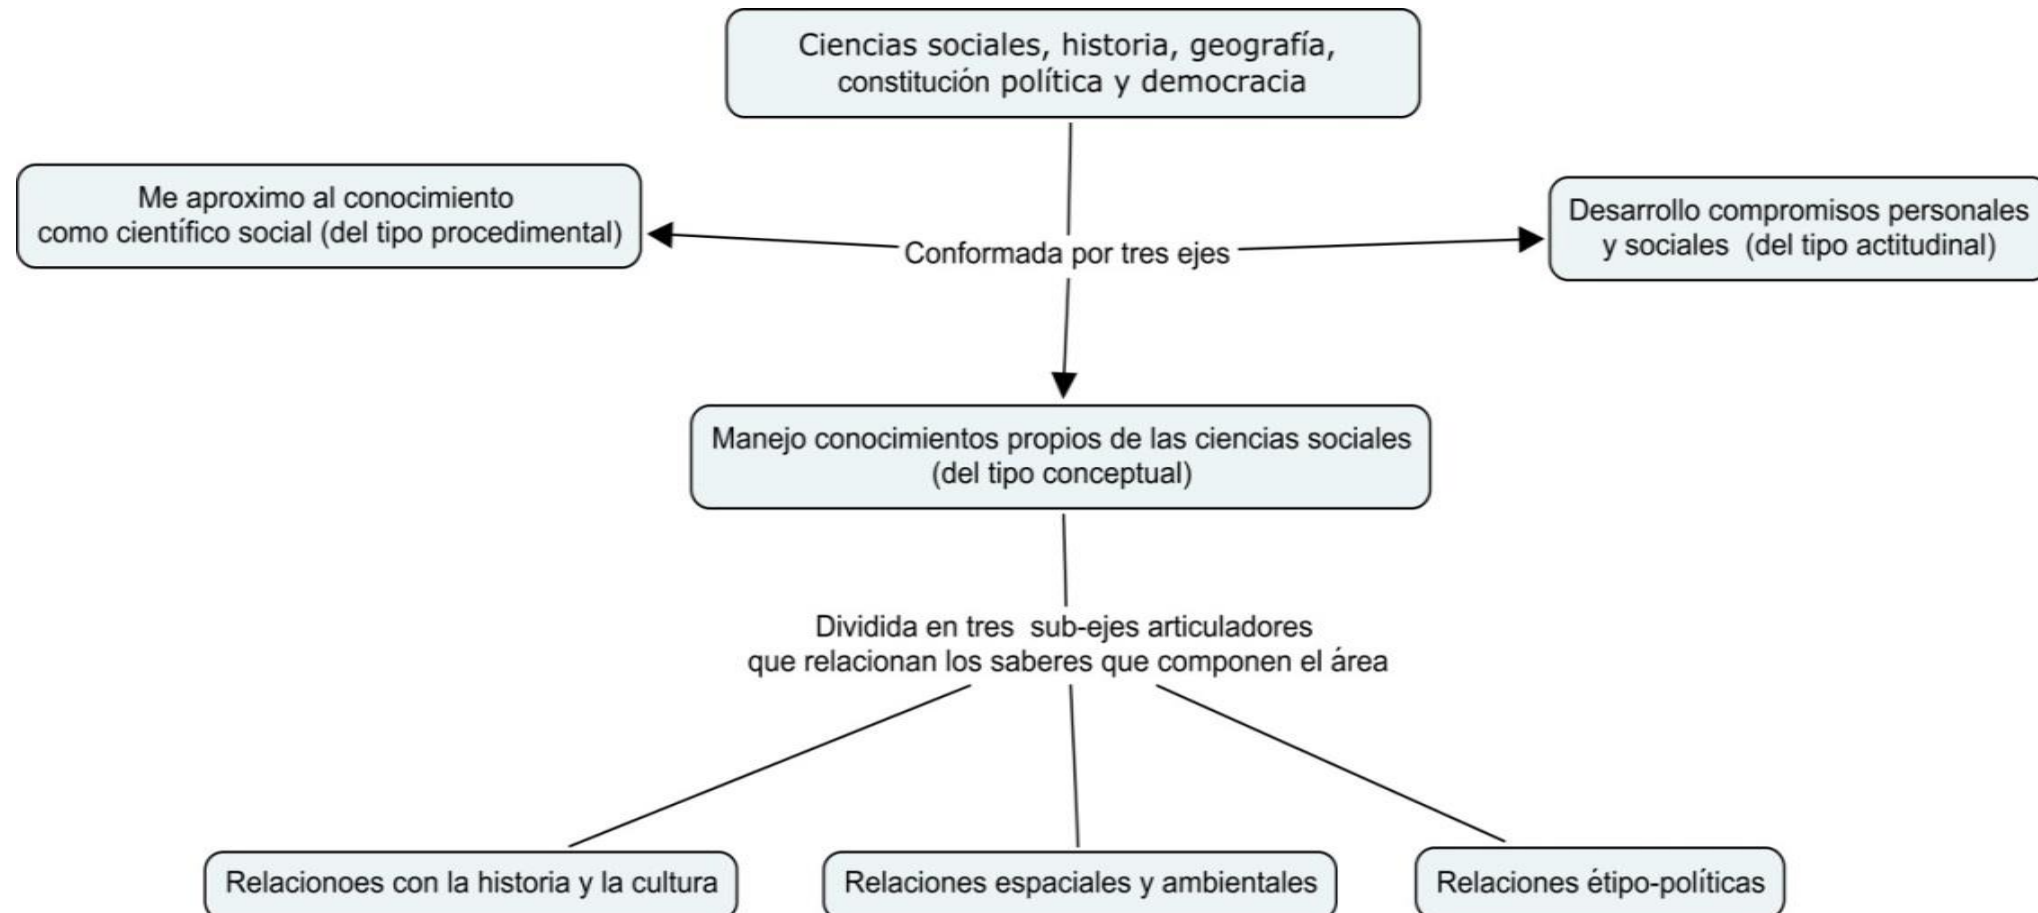 Ciencias sociales, historia, geografía,
constitución política y democracia
Me aproximo al conocimiento
como científico social (del tipo procedimental)
Conformada por tres ejes
Desarrollo compromisos personales
y sociales (del tipo actitudinal)
Manejo conocimientos propios de las ciencias sociales
(del tipo conceptual)
Dividida en tres sub-ejes articuladores
que relacionan los saberes que componen el área
Relacionoes con la historia y la cultura
Relaciones espaciales y ambientales
Relaciones étipo-políticas